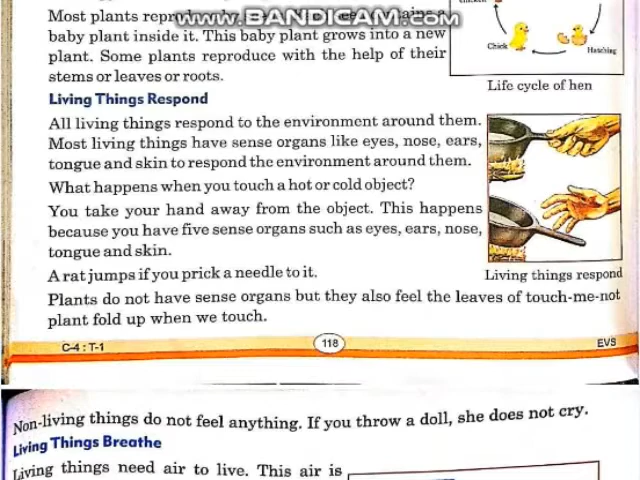 www.BANDICAM.com
Most plants reproduce
baby plant inside it. This baby plant grows into a new
plant. Some plants reproduce with the help of their
stems or leaves or roots.
Chick
Hatching
Life cycle of hen
Living Things Respond
All living things respond to the environment around them.
Most living things have sense organs like eyes, nose, ears,
tongue and skin to respond the environment around them.
What happens when you touch a hot or cold object?
You take your hand away from the object. This happens
because you have five sense organs such as eyes, ears, nose,
tongue and skin.
A rat jumps if you prick a needle to it.
Living things respond
Plants do not have sense organs but they also feel the leaves of touch-me-not
plant fold up when we touch.
C-4 : T-1
118
EVS
Non-living things do not feel anything. If you throw a doll, she does not cry.
Living Things Breathe
Living things need air to live. This air is